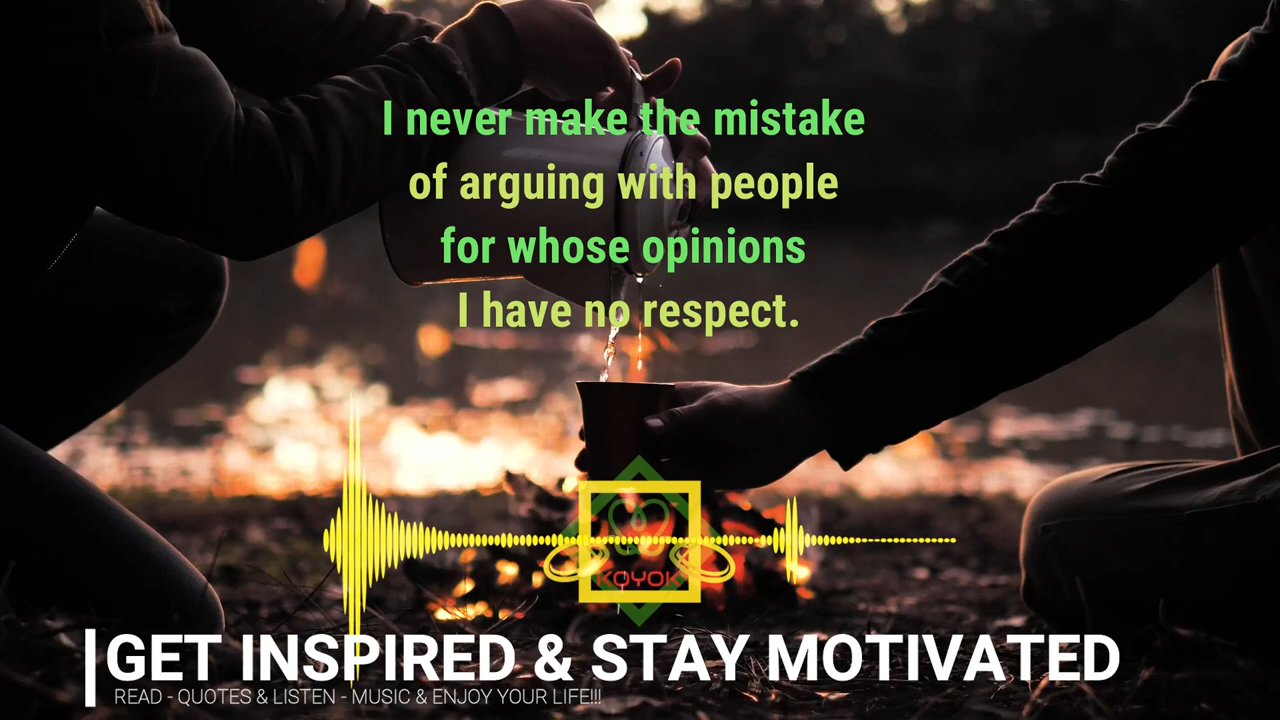 I never make the mistake
of arguing with people
for whose opinions
I have no respect.
KOYOK
GET INSPIRED & STAY MOTIVATED
READ - QUOTES & LISTEN - MUSIC & ENJOY YOUR LIFE!!!